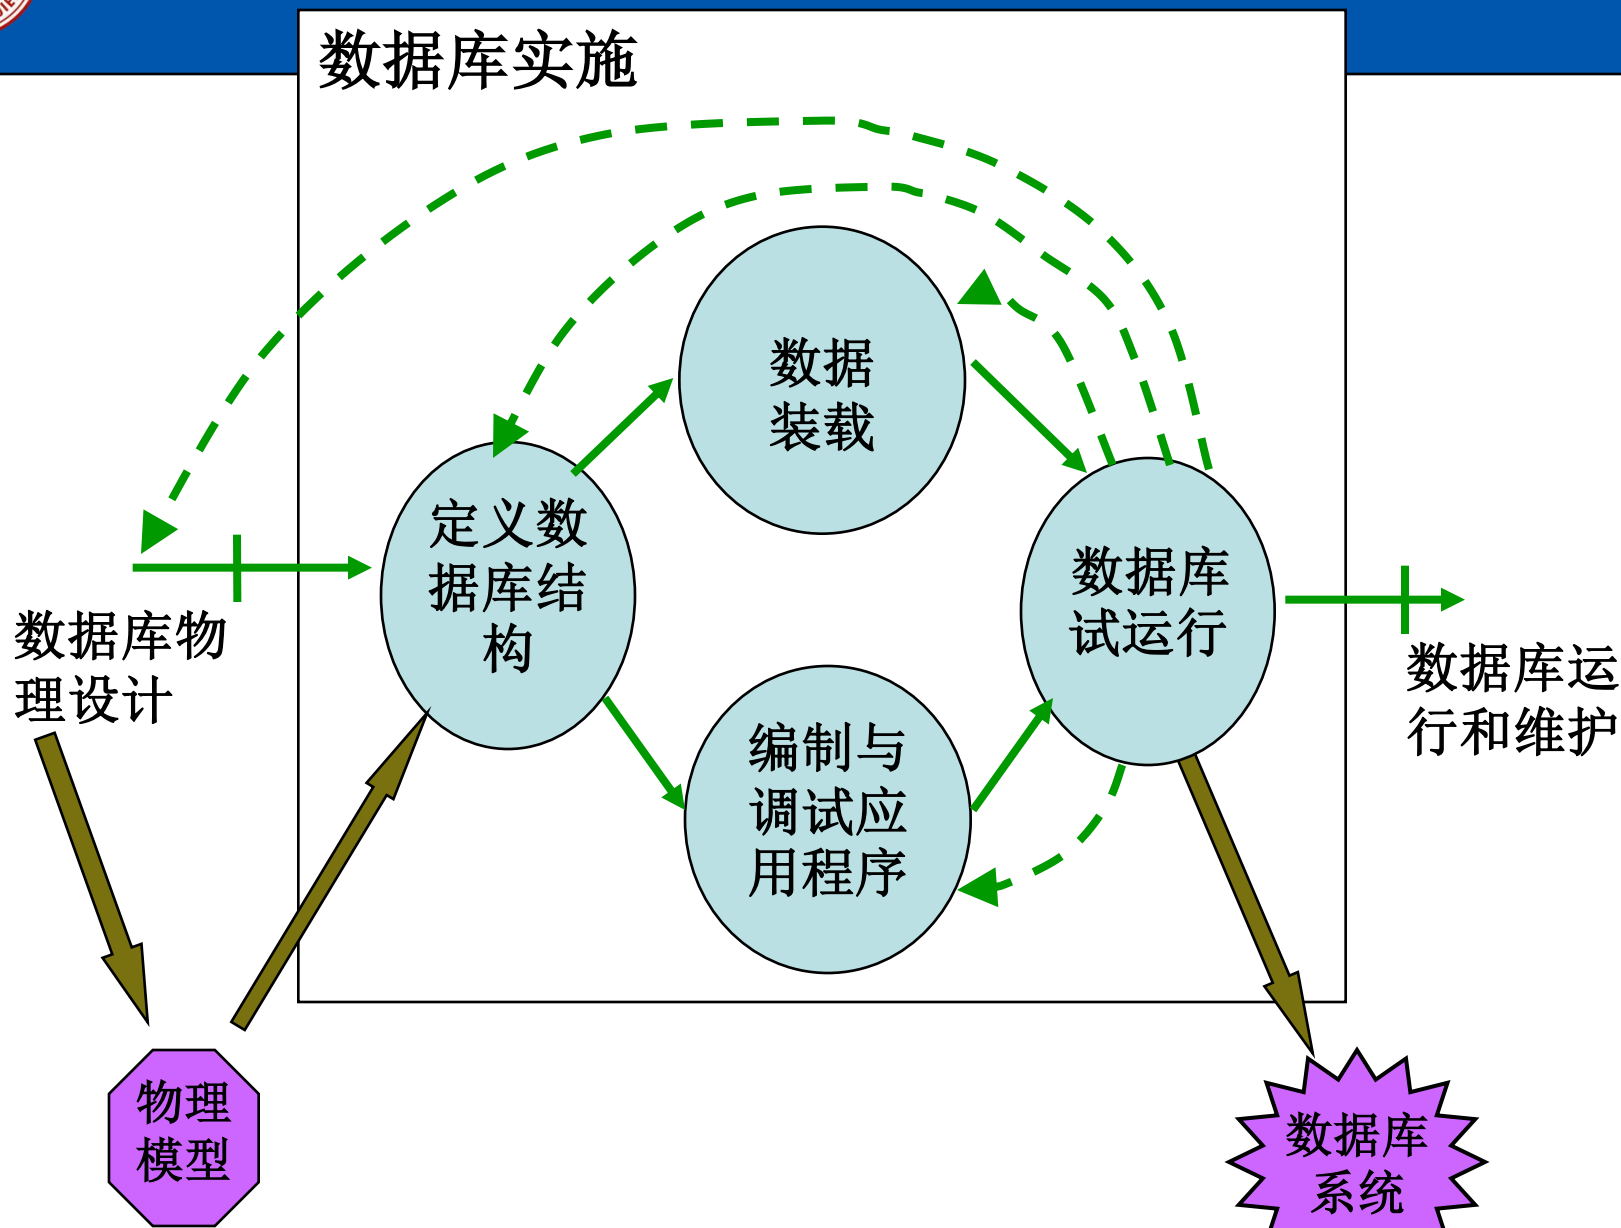 数据库实施
数据
装载
定义数
据库结
构
数据库
试运行
数据库物
理设计
数据库运
行和维护
编制与
调试应
用程序
物理
模型
数据库
系统